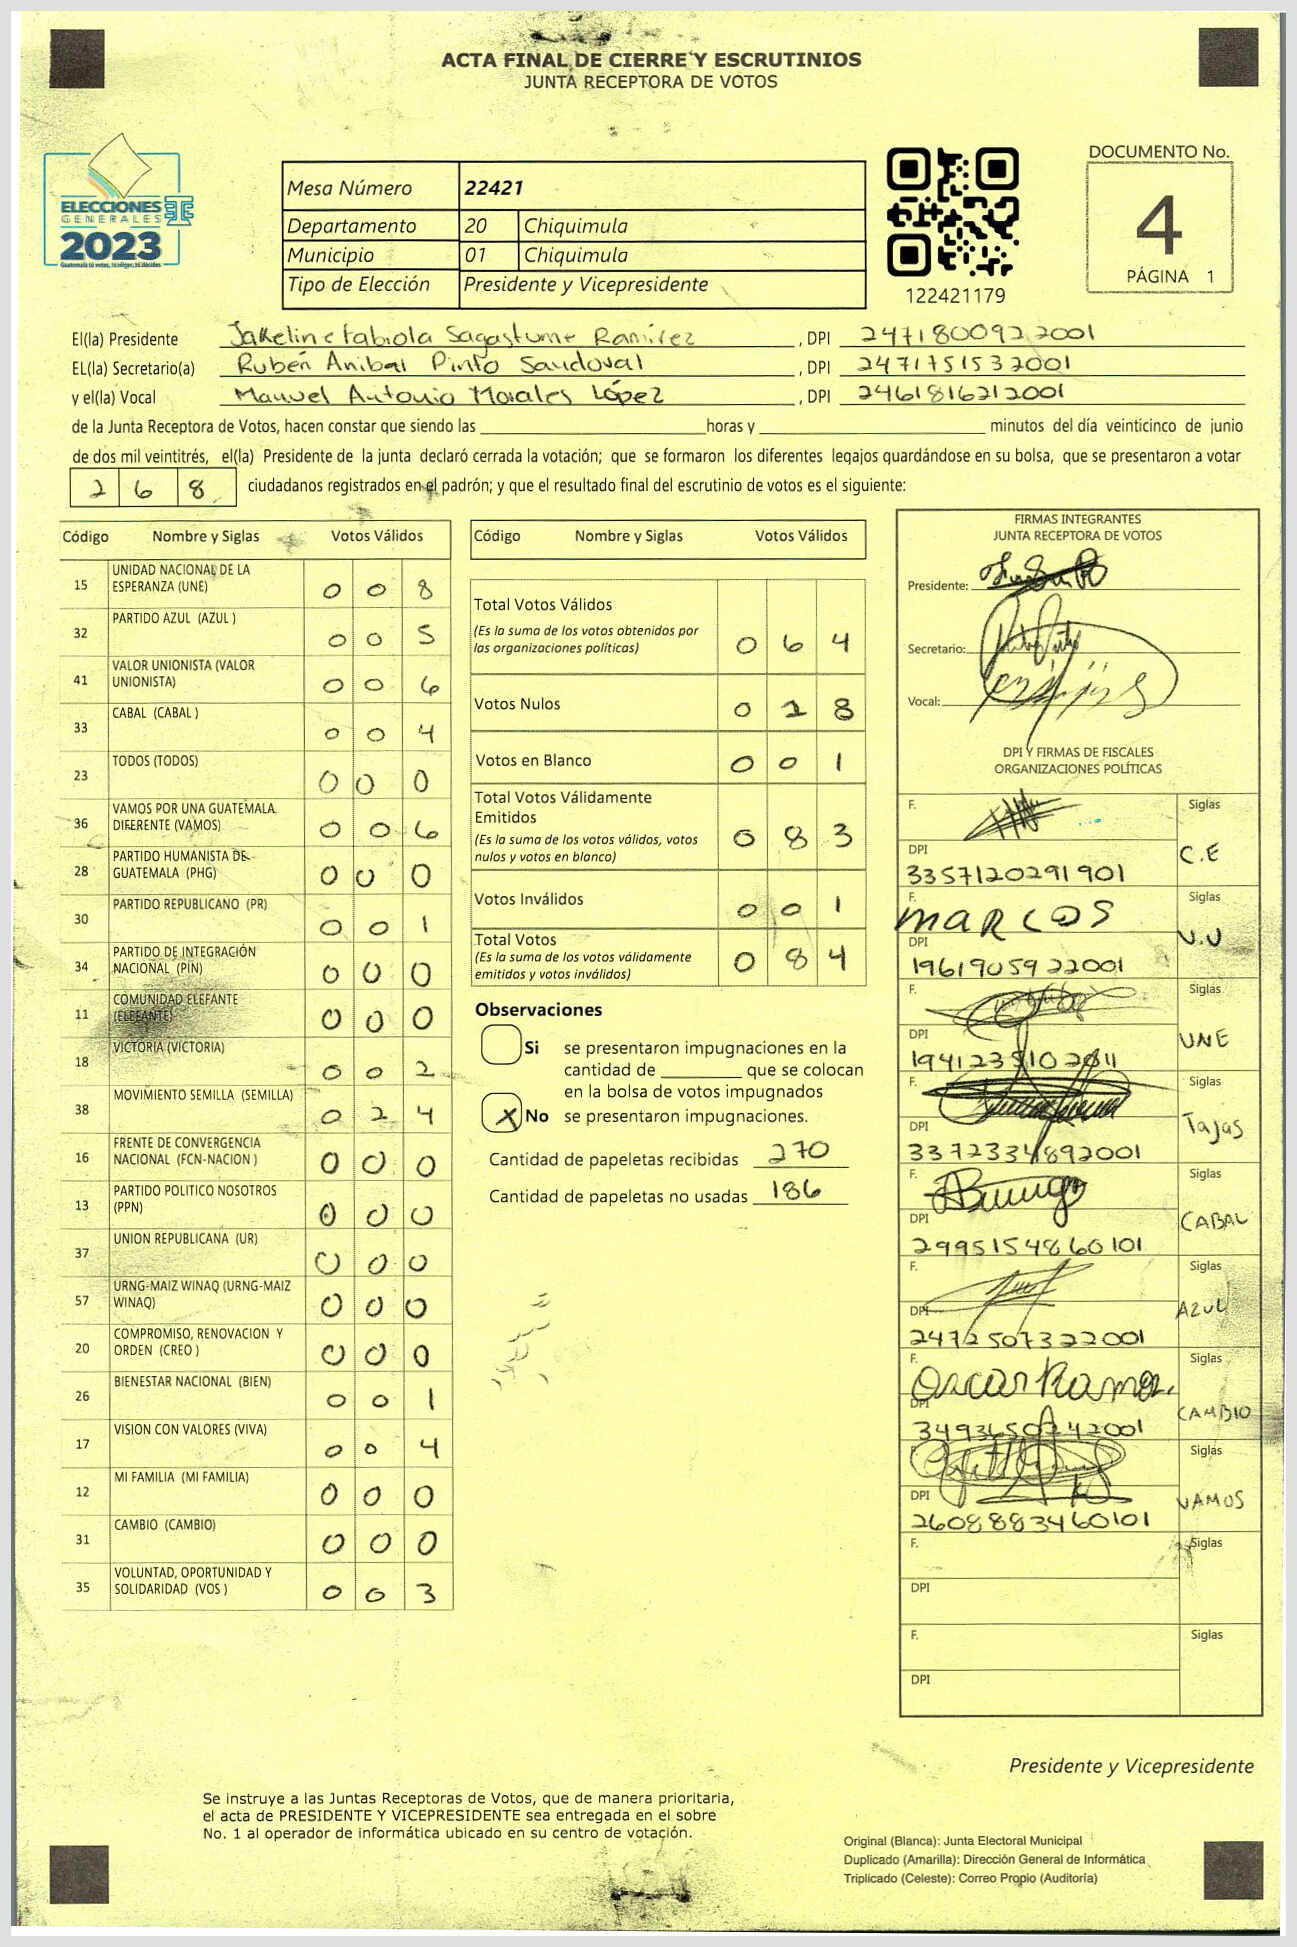 ACTA FINAL DE CIERRE Y ESCRUTINIOS
JUNTA RECEPTORA DE VOTOS
ELECCIONES
GENERALES
2023
Guatemala tú votas, tú eliges, tú decides
Mesa Número 22421
Departamento 20 Chiquimula
Municipio 01 Chiquimula
Tipo de Elección Presidente y Vicepresidente
122421179
DOCUMENTO No.
4
PÁGINA 1
El(la) Presidente Jakeline Fabiola Sagastume Ramírez , DPI 2471800922001
EL(la) Secretario(a) Rubén Anibal Pinto Sandoval , DPI 2471751532001
y el(la) Vocal Manuel Antonio Morales López , DPI 2461816212001
de la Junta Receptora de Votos, hacen constar que siendo las horas y minutos del día veinticinco de junio
de dos mil veintitrés, el(la) Presidente de la junta declaró cerrada la votación; que se formaron los diferentes legajos guardándose en su bolsa, que se presentaron a votar
2 6 8 ciudadanos registrados en el padrón; y que el resultado final del escrutinio de votos es el siguiente:
Código Nombre y Siglas Votos Válidos
15 UNIDAD NACIONAL DE LA
ESPERANZA (UNE) 0 0 8
32 PARTIDO AZUL (AZUL ) 0 0 5
41 VALOR UNIONISTA (VALOR
UNIONISTA) 0 0 6
33 CABAL (CABAL ) 0 0 4
23 TODOS (TODOS) 0 0 0
36 VAMOS POR UNA GUATEMALA
DIFERENTE (VAMOS) 0 0 6
28 PARTIDO HUMANISTA DE
GUATEMALA (PHG) 0 0 0
30 PARTIDO REPUBLICANO (PR) 0 0 1
34 PARTIDO DE INTEGRACIÓN
NACIONAL (PIN) 0 0 0
11 COMUNIDAD ELEFANTE
(ELEFANTE) 0 0 0
18 VICTORIA (VICTORIA) 0 0 2
38 MOVIMIENTO SEMILLA (SEMILLA) 0 2 4
16 FRENTE DE CONVERGENCIA
NACIONAL (FCN-NACION ) 0 0 0
13 PARTIDO POLITICO NOSOTROS
(PPN) 0 0 0
37 UNION REPUBLICANA (UR) 0 0 0
57 URNG-MAIZ WINAQ (URNG-MAIZ
WINAQ) 0 0 0
20 COMPROMISO, RENOVACION Y
ORDEN (CREO ) 0 0 0
26 BIENESTAR NACIONAL (BIEN) 0 0 1
17 VISION CON VALORES (VIVA) 0 0 4
12 MI FAMILIA (MI FAMILIA) 0 0 0
31 CAMBIO (CAMBIO) 0 0 0
35 VOLUNTAD, OPORTUNIDAD Y
SOLIDARIDAD (VOS ) 0 0 3
Código Nombre y Siglas Votos Válidos
Total Votos Válidos
(Es la suma de los votos obtenidos por
las organizaciones políticas) 0 6 4
Votos Nulos 0 18
Votos en Blanco 0 0 1
Total Votos Válidamente
Emitidos
(Es la suma de los votos válidos, votos
nulos y votos en blanco) 0 8 3
Votos Inválidos 0 0 1
Total Votos
(Es la suma de los votos válidamente
emitidos y votos inválidos) 0 8 4
Observaciones
Si se presentaron impugnaciones en la
cantidad de que se colocan
en la bolsa de votos impugnados
X No se presentaron impugnaciones.
Cantidad de papeletas recibidas 270
Cantidad de papeletas no usadas 186
FIRMAS INTEGRANTES
JUNTA RECEPTORA DE VOTOS
Presidente:
Secretario:
Vocal:
DPI Y FIRMAS DE FISCALES
ORGANIZACIONES POLÍTICAS
F. Siglas
DPI C.E
3357120291901
F. MARCOS Siglas
DPI V.U
1961905922001
F. Siglas
DPI UNE
F. Siglas
DPI Tajas
3372334892001
F. Siglas
DPI CABAL
2995154860101
F. Siglas
DPI AZUL
2472507322001
F. Oscar Ramos Siglas
DPI CAMBIO
3493650242001
F. Siglas
DPI VAMOS
2608883460101
F. Siglas
DPI
F. Siglas
DPI
Presidente y Vicepresidente
Se instruye a las Juntas Receptoras de Votos, que de manera prioritaria,
el acta de PRESIDENTE Y VICEPRESIDENTE sea entregada en el sobre
No. 1 al operador de informática ubicado en su centro de votación.
Original (Blanca): Junta Electoral Municipal
Duplicado (Amarilla): Dirección General de Informática
Triplicado (Celeste): Correo Propio (Auditoría)